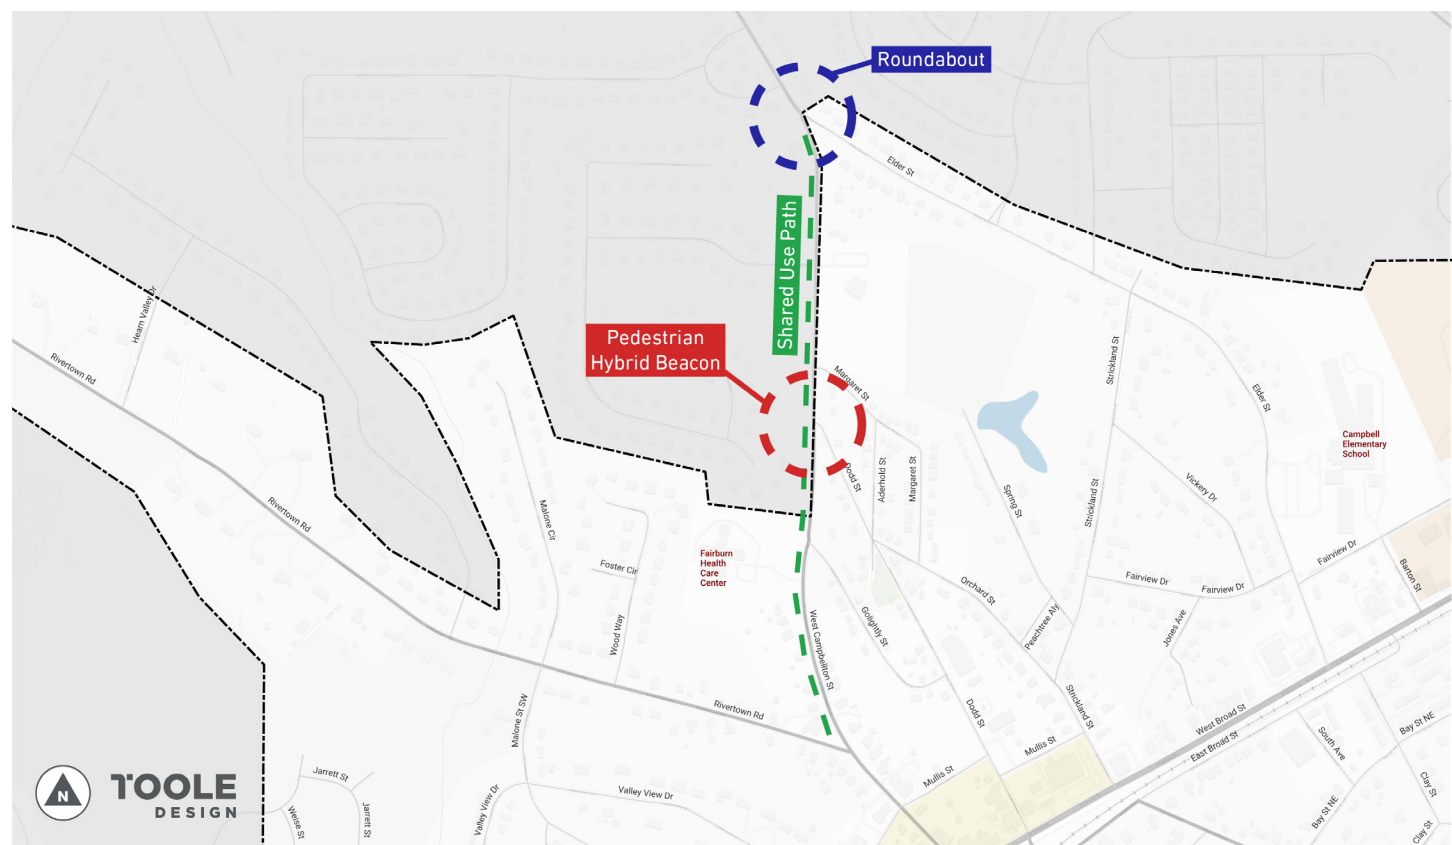 Roundabout
Elder St
Shared Use Path
Hearn Valley Dr
Pedestrian
Hybrid Beacon
Rivertown Rd
Margaret St
Strickland St
Elder St
Campbell
Elementary
School
Dodd St
Aderhold St
Margaret St
Vickery Dr
Rivertown Rd
Malone Cir
Spring St
Strickland St
Fairburn
Health
Care
Center
Foster Cir
Fairview Dr
Fairview Dr
Fairview Dr
Barton St
Orchard St
Wood Way
West Campbellton St
Golightly St
Peachtree Aly
Jones Ave
Rivertown Rd
Malone St SW
Dodd St
Strickland St
West Broad St
East Broad St
South Ave
Bay St NE
Mullis St
Mullis St
N
TOOLE
DESIGN
Jarrett St
Jarrett St
Weise St
Valley View Dr
Valley View Dr
Bay St NE
Clay St
Clay St